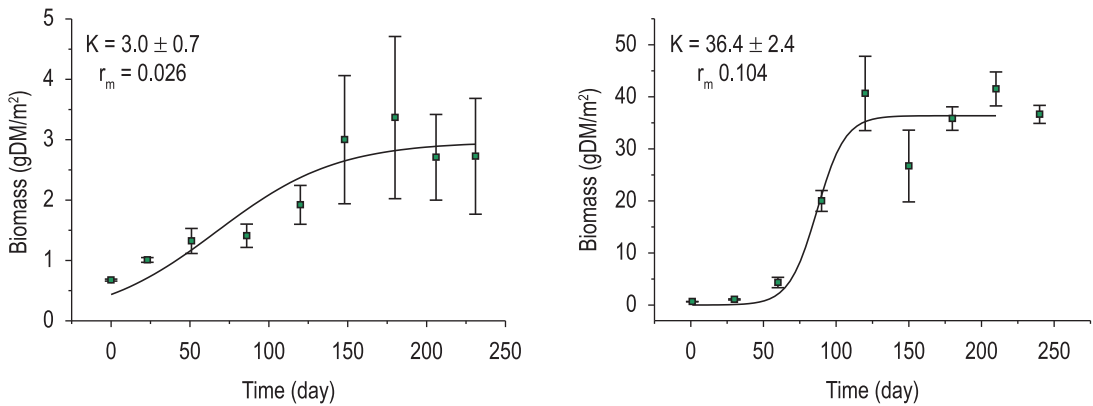 K = 3.0 ± 0.7
rm = 0.026
Biomass (gDM/m²)
5
4
3
2
1
0
0 50 100 150 200 250
Time (day)
K = 36.4 ± 2.4
rm 0.104
Biomass (gDM/m²)
50
40
30
20
10
0
0 50 100 150 200 250
Time (day)